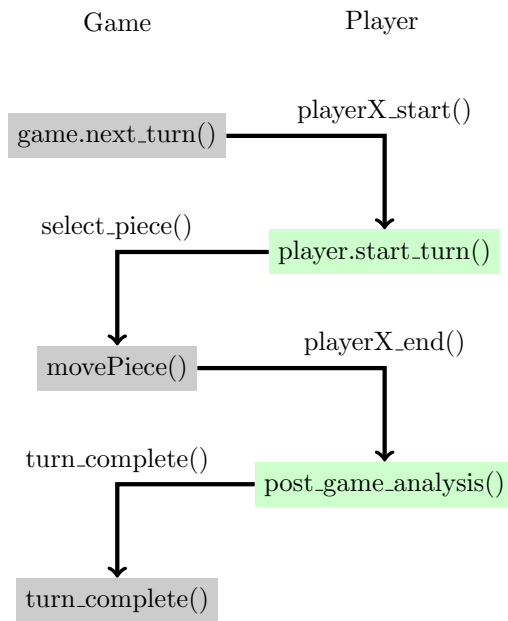 Game
Player
playerX_start()
game.next_turn()
select_piece()
player.start_turn()
playerX_end()
movePiece()
turn_complete()
post_game_analysis()
turn_complete()